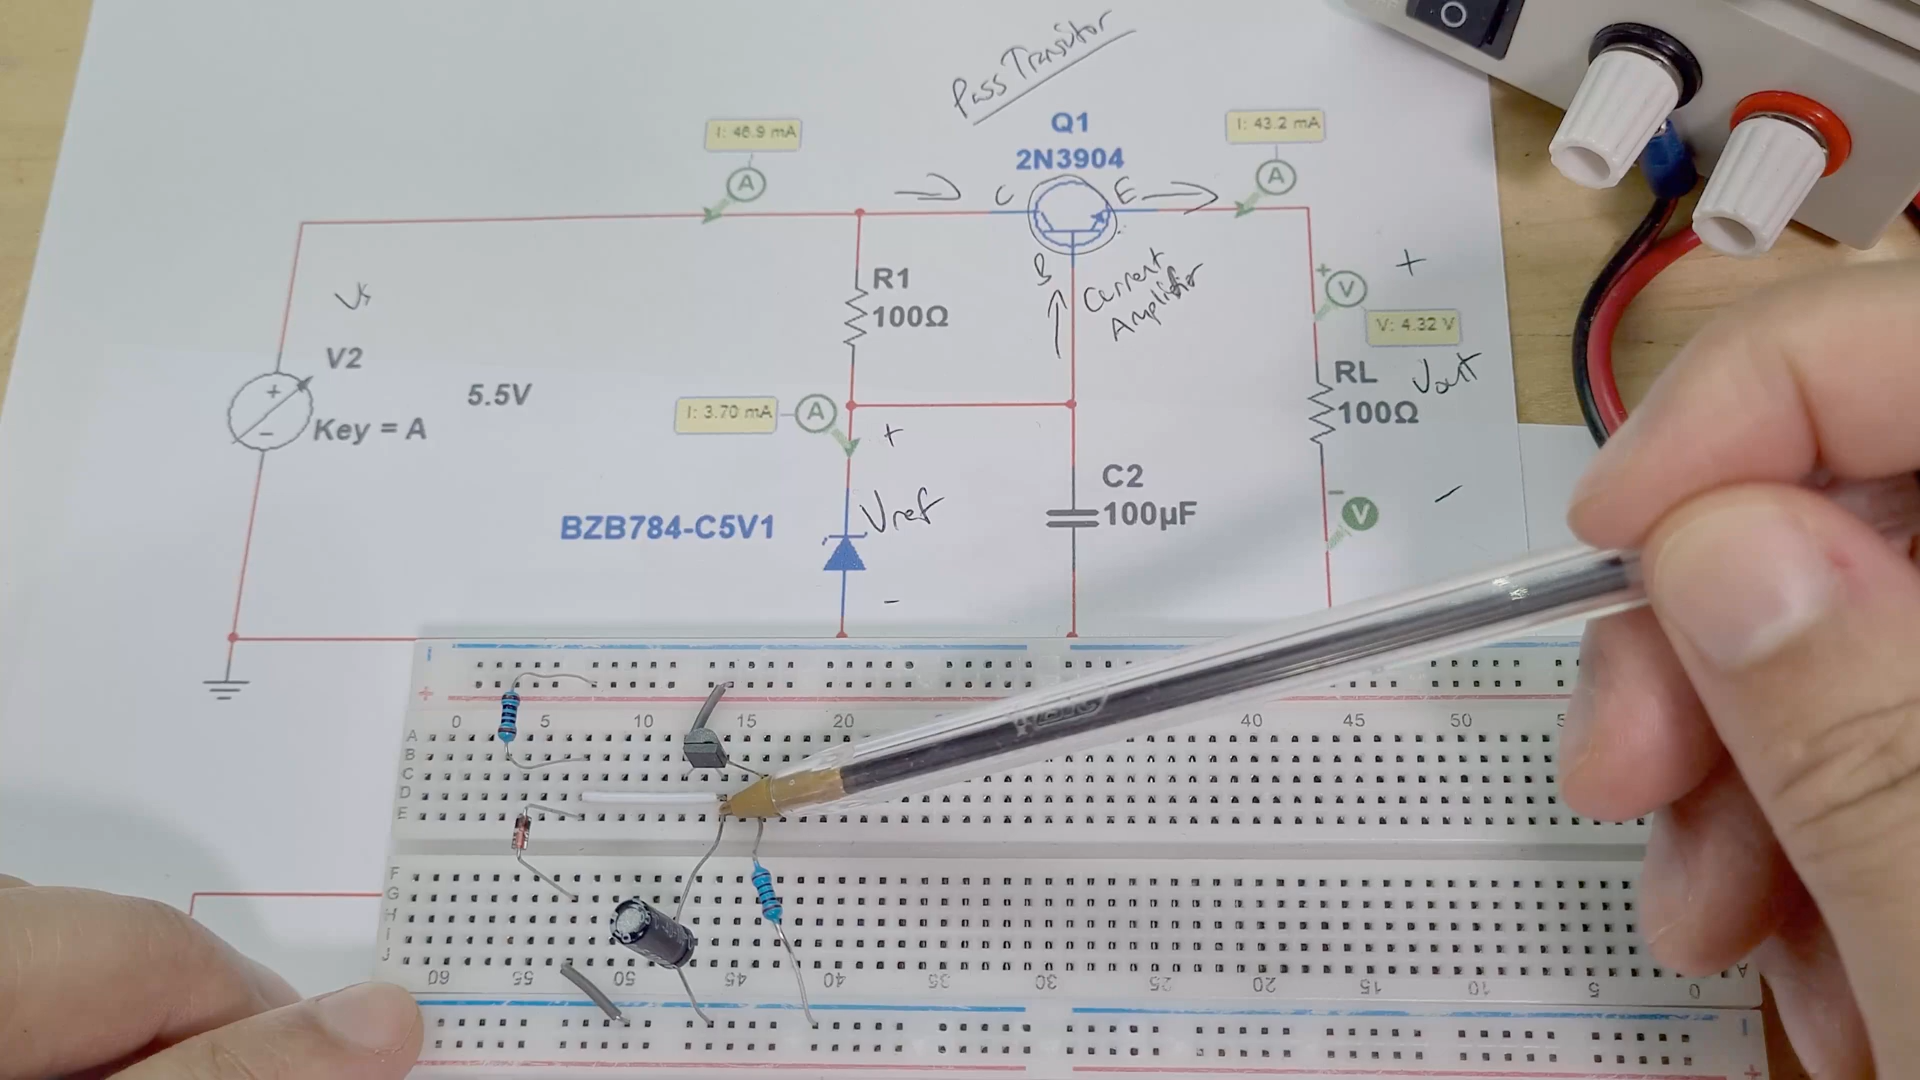 Pass Transistor
I: 46.9 mA
Q1
I: 43.2 mA
2N3904
A
A
C
E
R1
100Ω
B
Current
Amplifier
+
V
V: 4.32 V
Vs
V2
+
−
Key = A
5.5V
I: 3.70 mA
A
+
RL
Vout
100Ω
C2
100μF
BZB784-C5V1
Vref
−
−
V
+
0 5 10 15 20 40 45 50 5
A
B
C
D
E
F
G
H
I
J
60 55 50 45 40 35 30 25 20 15 10 5 0
A
+